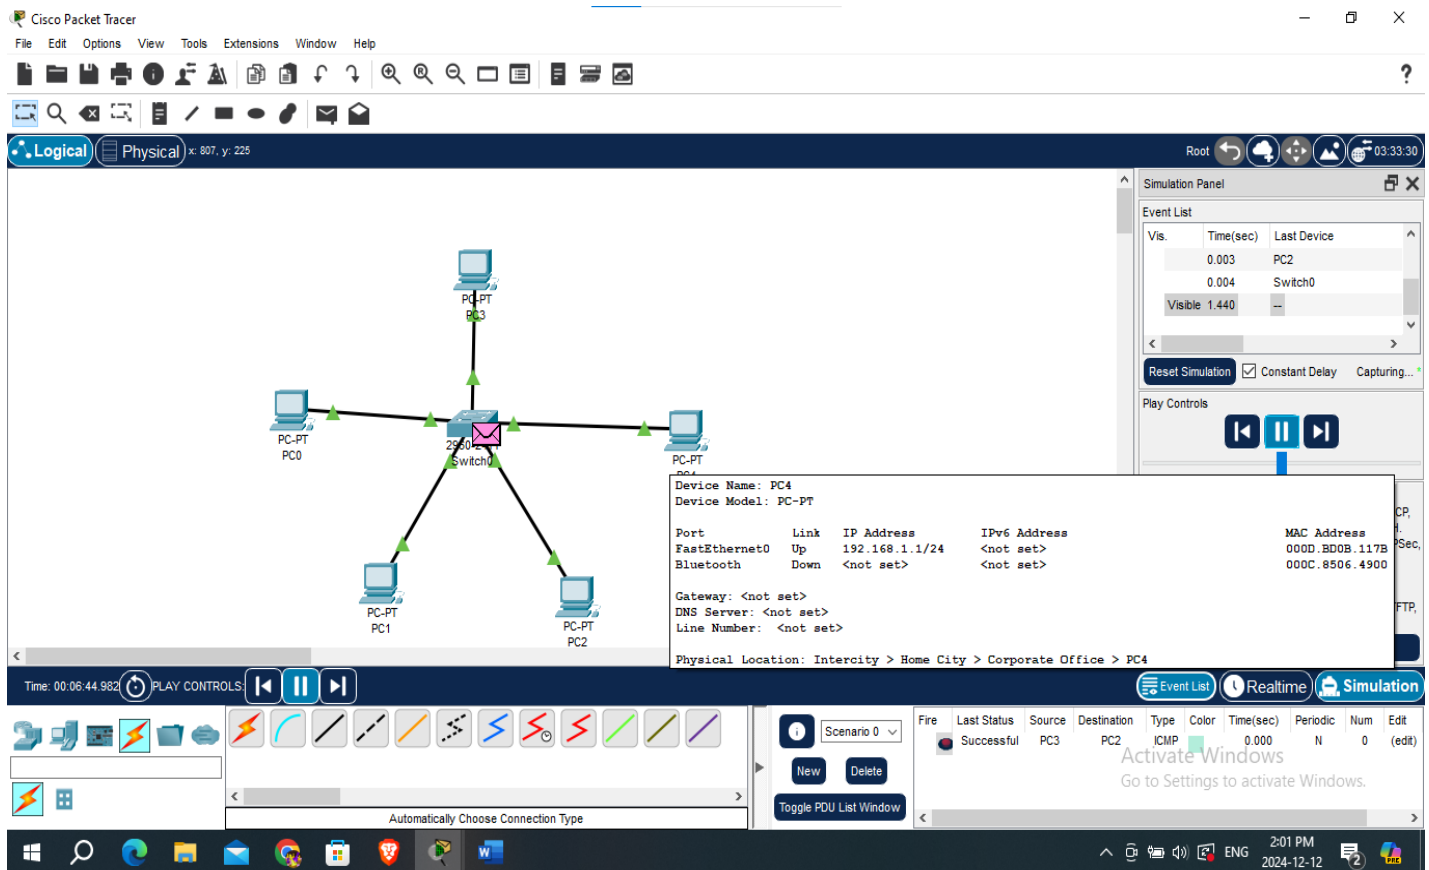 Cisco Packet Tracer
File Edit Options View Tools Extensions Window Help
Logical Physical x: 807, y: 225
Root 03:33:30
Simulation Panel
Event List
Vis. Time(sec) Last Device
0.003 PC2
0.004 Switch0
Visible 1.440 --
Reset Simulation Constant Delay Capturing... *
Play Controls
PC-PT
PC3
PC-PT
PC0
Switch0
PC-PT
PC-PT
PC1
PC-PT
PC2
Device Name: PC4
Device Model: PC-PT
Port Link IP Address IPv6 Address MAC Address
FastEthernet0 Up 192.168.1.1/24 <not set> 000D.BD0B.117B
Bluetooth Down <not set> <not set> 000C.8506.4900
Gateway: <not set>
DNS Server: <not set>
Line Number: <not set>
Physical Location: Intercity > Home City > Corporate Office > PC4
Time: 00:06:44.982 PLAY CONTROLS:
Event List Realtime Simulation
Scenario 0
New Delete
Toggle PDU List Window
Automatically Choose Connection Type
Fire Last Status Source Destination Type Color Time(sec) Periodic Num Edit
Successful PC3 PC2 ICMP 0.000 N 0 (edit)
Activate Windows
Go to Settings to activate Windows.
ENG 2:01 PM
2024-12-12 2